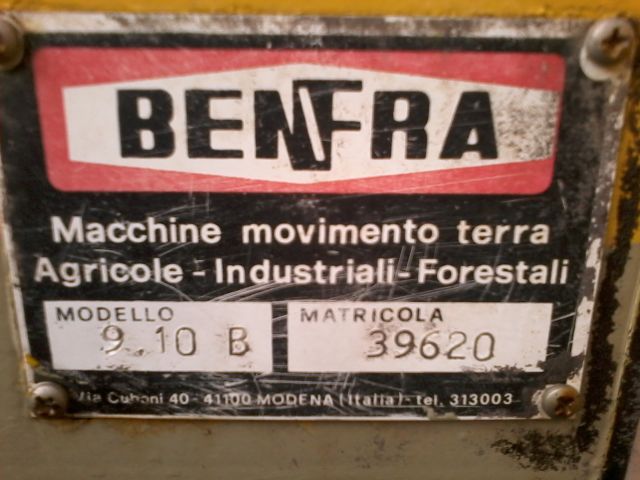 BENFRA
Macchine movimento terra
Agricole - Industriali - Forestali
MODELLO
9.10 B
MATRICOLA
39620
Via Cuboni 40 - 41100 MODENA (Italia) - tel. 313003